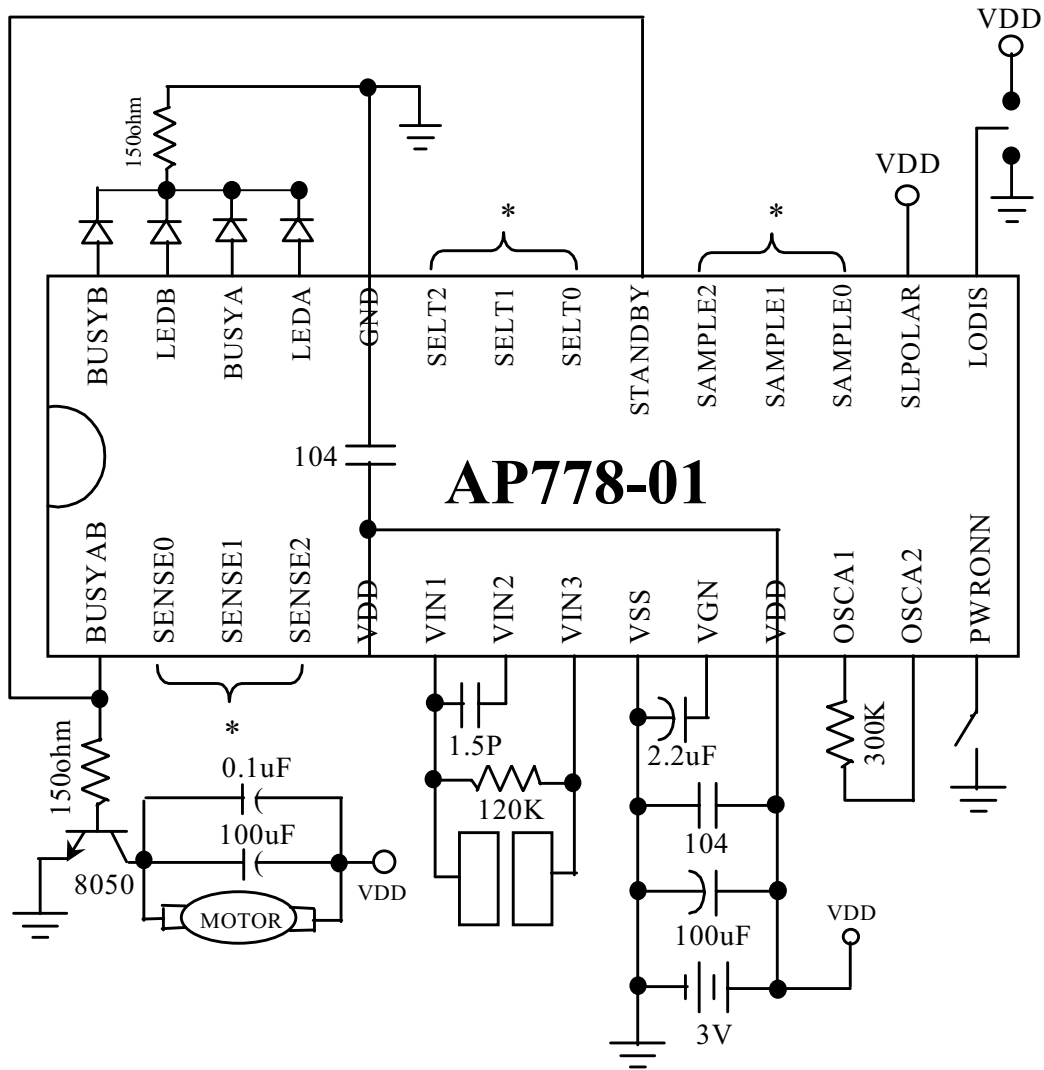 VDD
150ohm
VDD
*
*
BUSYB
LEDB
BUSYA
LEDA
GND
SELT2
SELT1
SELT0
STANDBY
SAMPLE2
SAMPLE1
SAMPLE0
SLPOLAR
LODIS
104
AP778-01
BUSYAB
SENSE0
SENSE1
SENSE2
VDD
VIN1
VIN2
VIN3
VSS
VGN
VDD
OSCA1
OSCA2
PWRONN
*
150ohm
0.1uF
100uF
8050
MOTOR
VDD
1.5P
120K
2.2uF
300K
104
100uF
VDD
3V